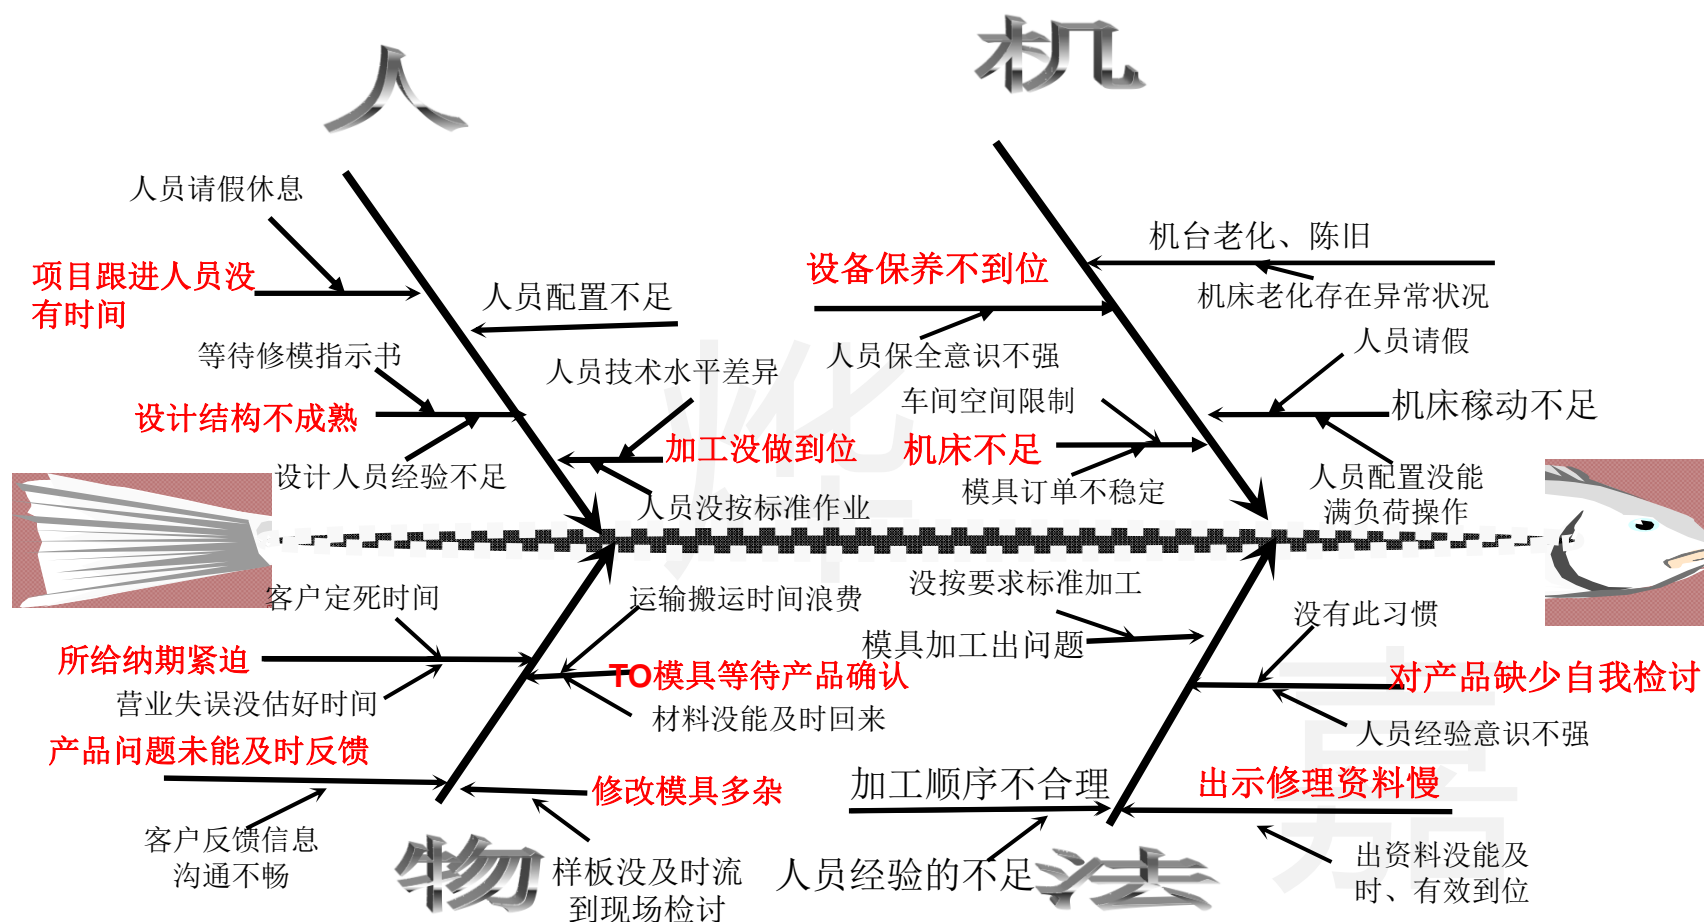 人
机
人员请假休息
项目跟进人员没
有时间
人员配置不足
等待修模指示书
人员技术水平差异
设计结构不成熟
加工没做到位
设计人员经验不足
人员没按标准作业
机台老化、陈旧
设备保养不到位
机床老化存在异常状况
人员保全意识不强
人员请假
车间空间限制
机床稼动不足
机床不足
模具订单不稳定
人员配置没能
满负荷操作
烨
客户定死时间
运输搬运时间浪费
所给纳期紧迫
TO模具等待产品确认
营业失误没估好时间
材料没能及时回来
产品问题未能及时反馈
修改模具多杂
客户反馈信息
沟通不畅
样板没及时流
到现场检讨
物
没按要求标准加工
没有此习惯
模具加工出问题
对产品缺少自我检讨
人员经验意识不强
加工顺序不合理
出示修理资料慢
人员经验的不足
出资料没能及
时、有效到位
法
嘉